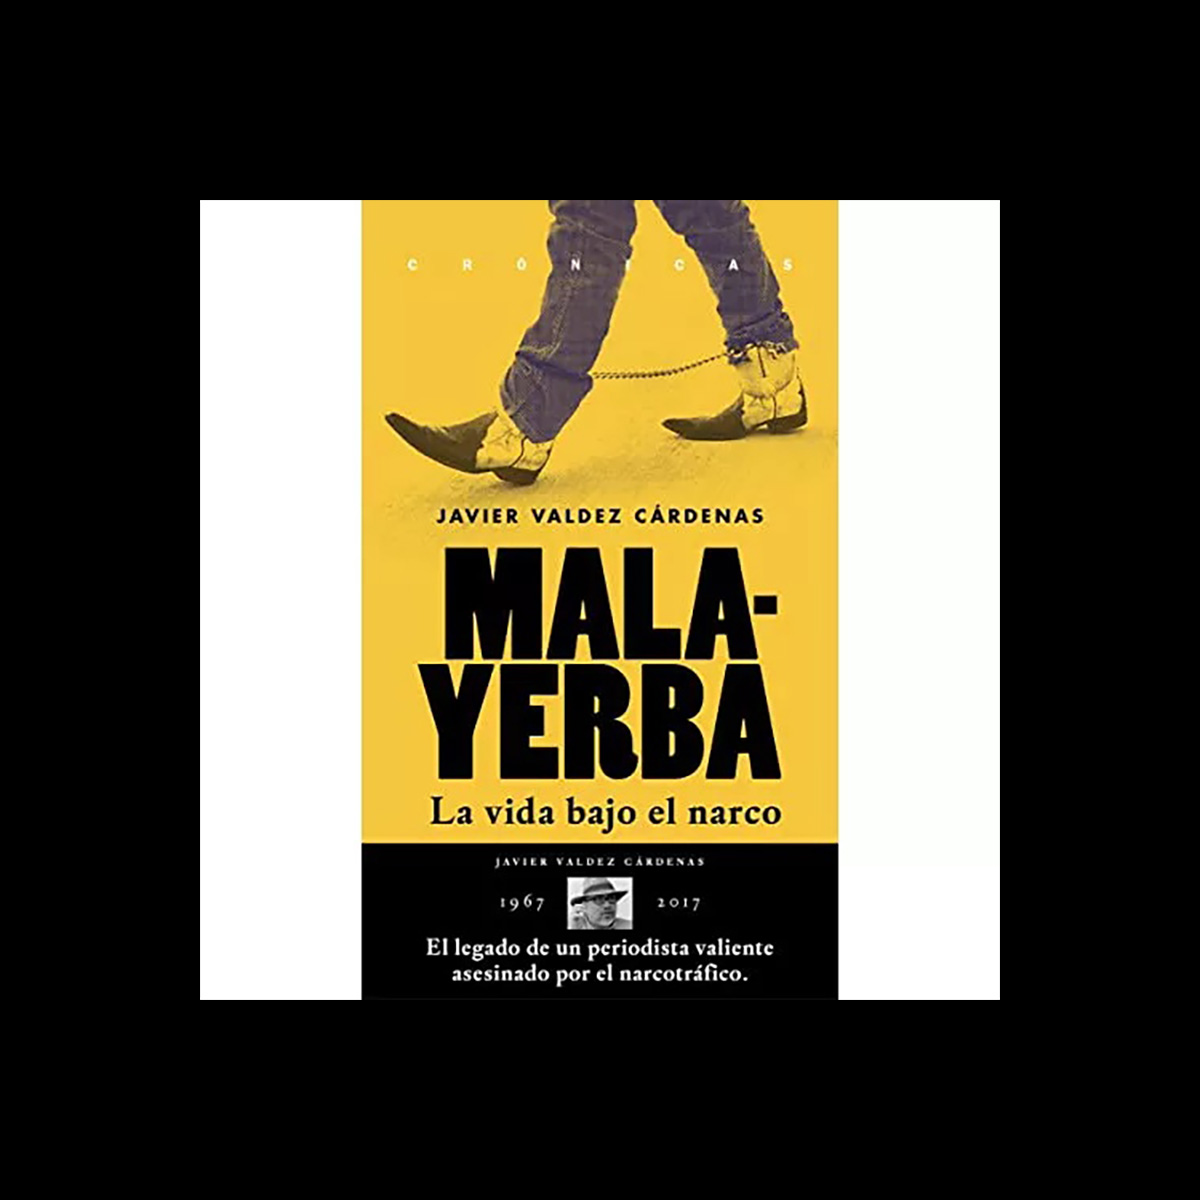 CRÓNICAS
JAVIER VALDEZ CÁRDENAS
MALA-
YERBA
La vida bajo el narco
JAVIER VALDEZ CÁRDENAS
1967 2017
El legado de un periodista valiente
asesinado por el narcotráfico.